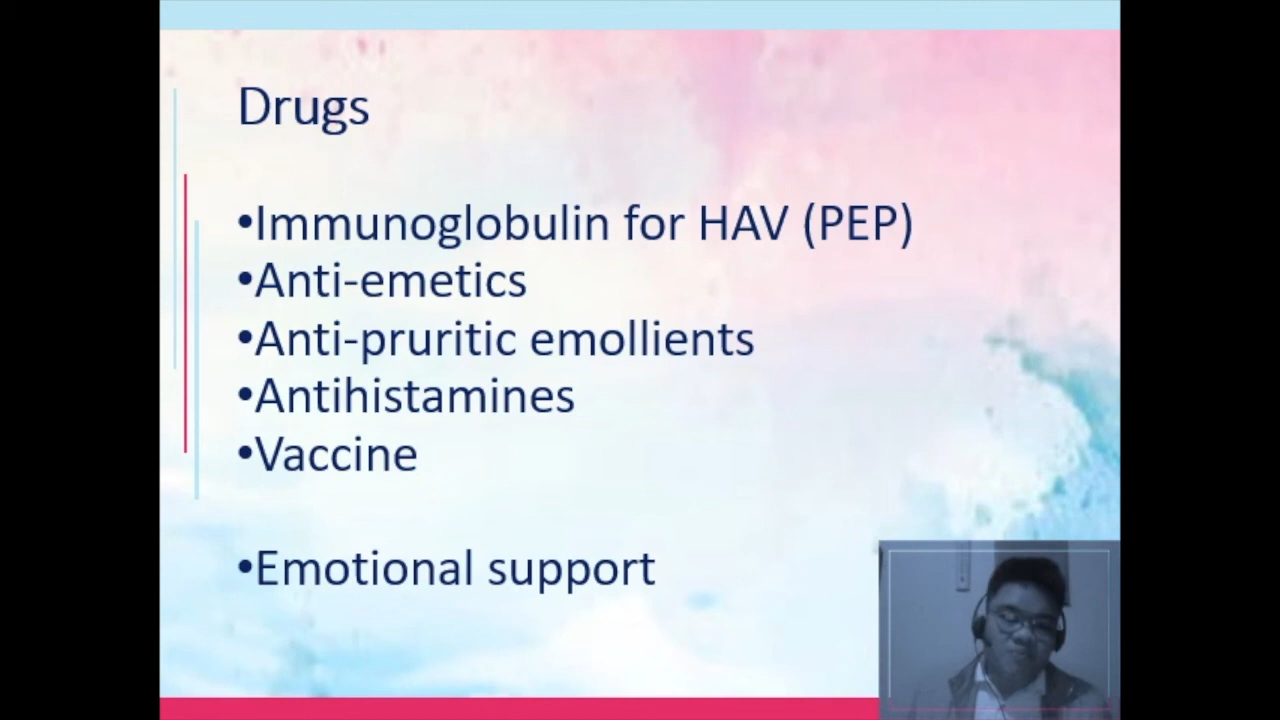 Drugs
•Immunoglobulin for HAV (PEP)
•Anti-emetics
•Anti-pruritic emollients
•Antihistamines
•Vaccine
•Emotional support